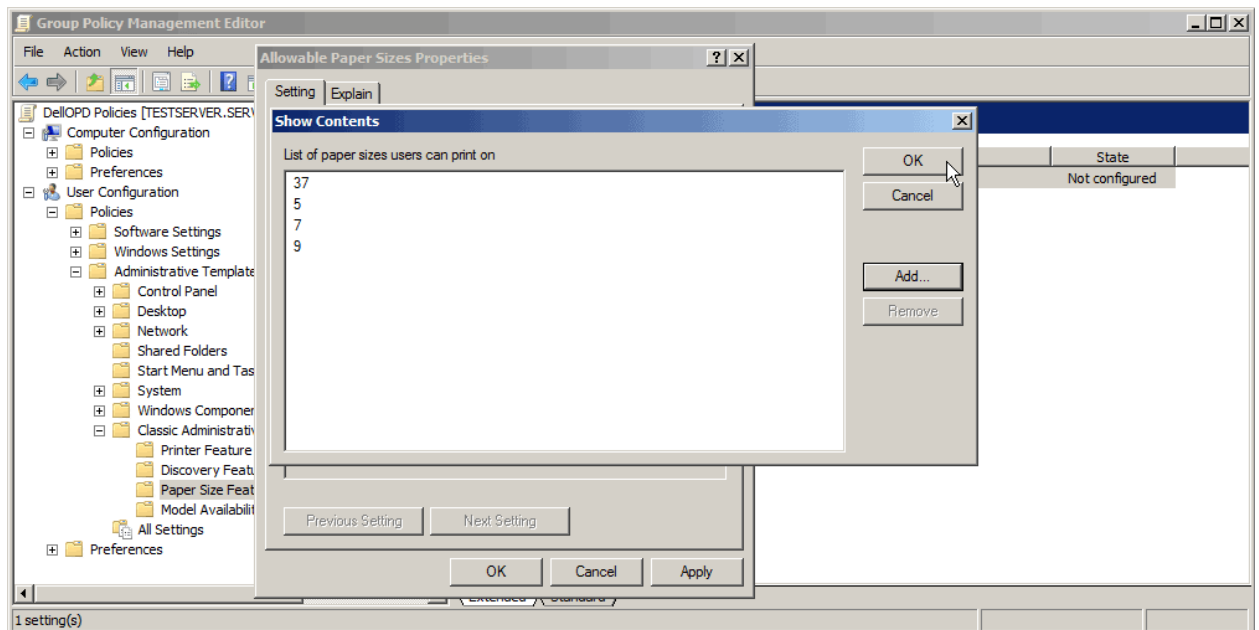 Group Policy Management Editor
File Action View Help
Allowable Paper Sizes Properties
Setting Explain
DellOPD Policies [TESTSERVER.SERV
Computer Configuration
Policies
Preferences
User Configuration
Policies
Software Settings
Windows Settings
Administrative Template
Control Panel
Desktop
Network
Shared Folders
Start Menu and Tas
System
Windows Componen
Classic Administrativ
Printer Feature
Discovery Featu
Paper Size Feat
Model Availabilit
All Settings
Preferences
Show Contents
List of paper sizes users can print on
37
5
7
9
OK
Cancel
Add...
Remove
State
Not configured
Previous Setting Next Setting
OK Cancel Apply
Extended Standard
1 setting(s)